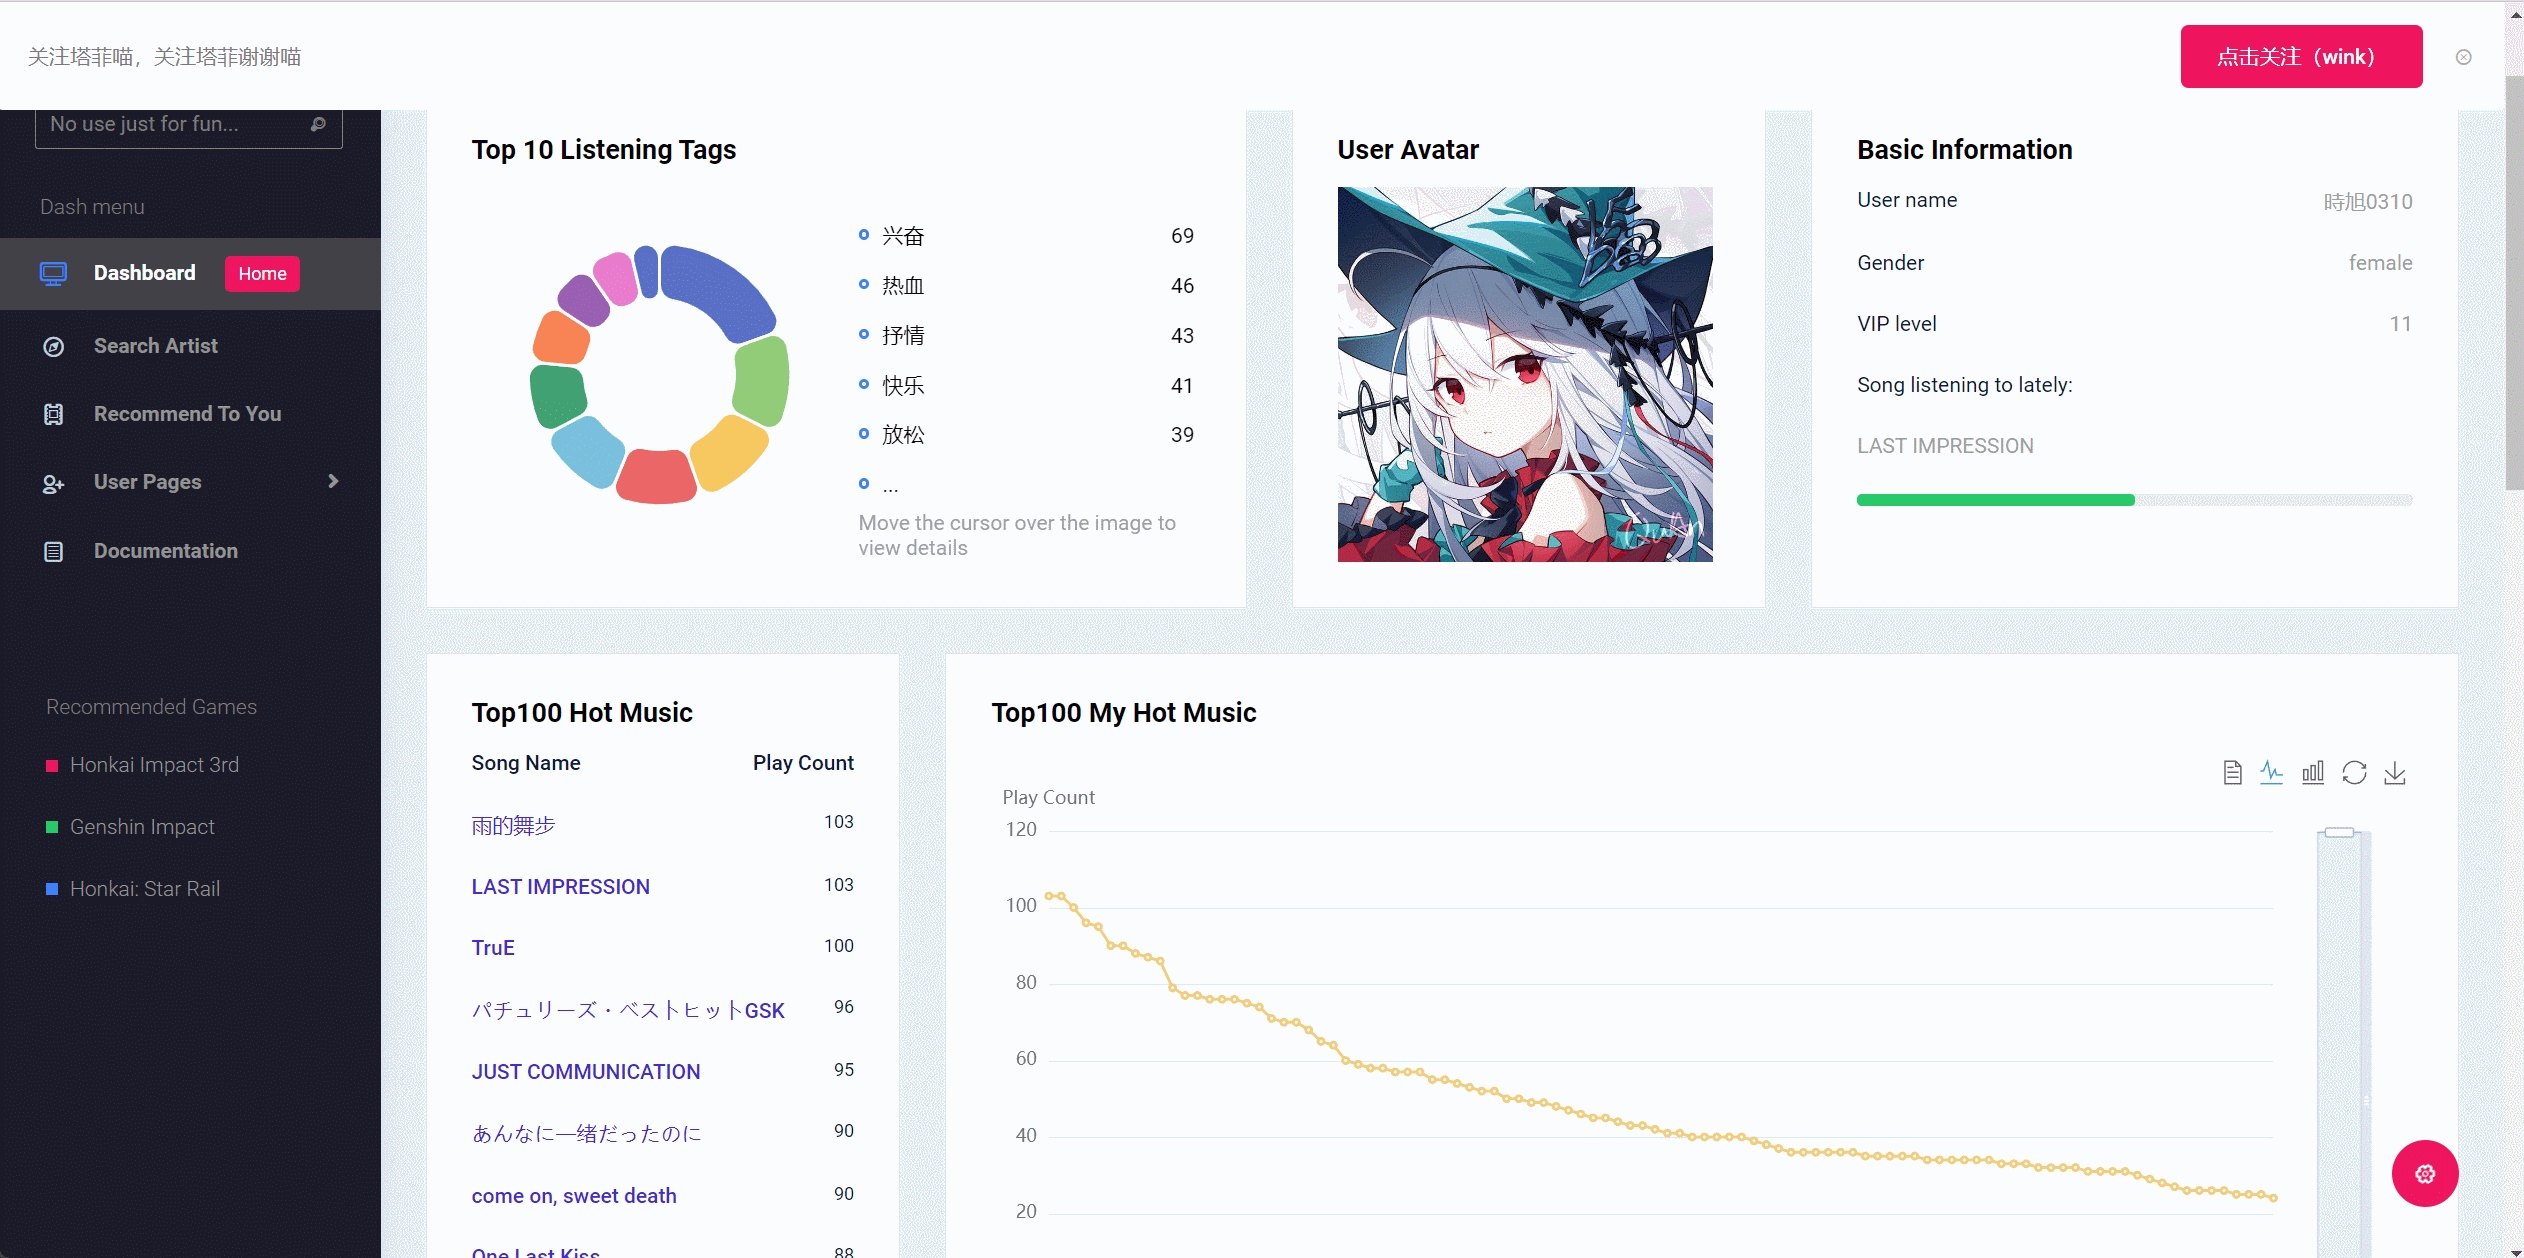 关注塔菲喵，关注塔菲谢谢喵
点击关注（wink）
No use just for fun...
Dash menu
Dashboard
Home
Search Artist
Recommend To You
User Pages
Documentation
Recommended Games
Honkai Impact 3rd
Genshin Impact
Honkai: Star Rail
Top 10 Listening Tags
兴奋 69
热血 46
抒情 43
快乐 41
放松 39
...
Move the cursor over the image to
view details
User Avatar
Basic Information
User name 時旭0310
Gender female
VIP level 11
Song listening to lately:
LAST IMPRESSION
Top100 Hot Music
Song Name Play Count
雨的舞步 103
LAST IMPRESSION 103
TruE 100
パチュリーズ・ベストヒットGSK 96
JUST COMMUNICATION 95
あんなに一绪だったのに 90
come on, sweet death 90
One Last Kiss 88
Top100 My Hot Music
Play Count
120
100
80
60
40
20